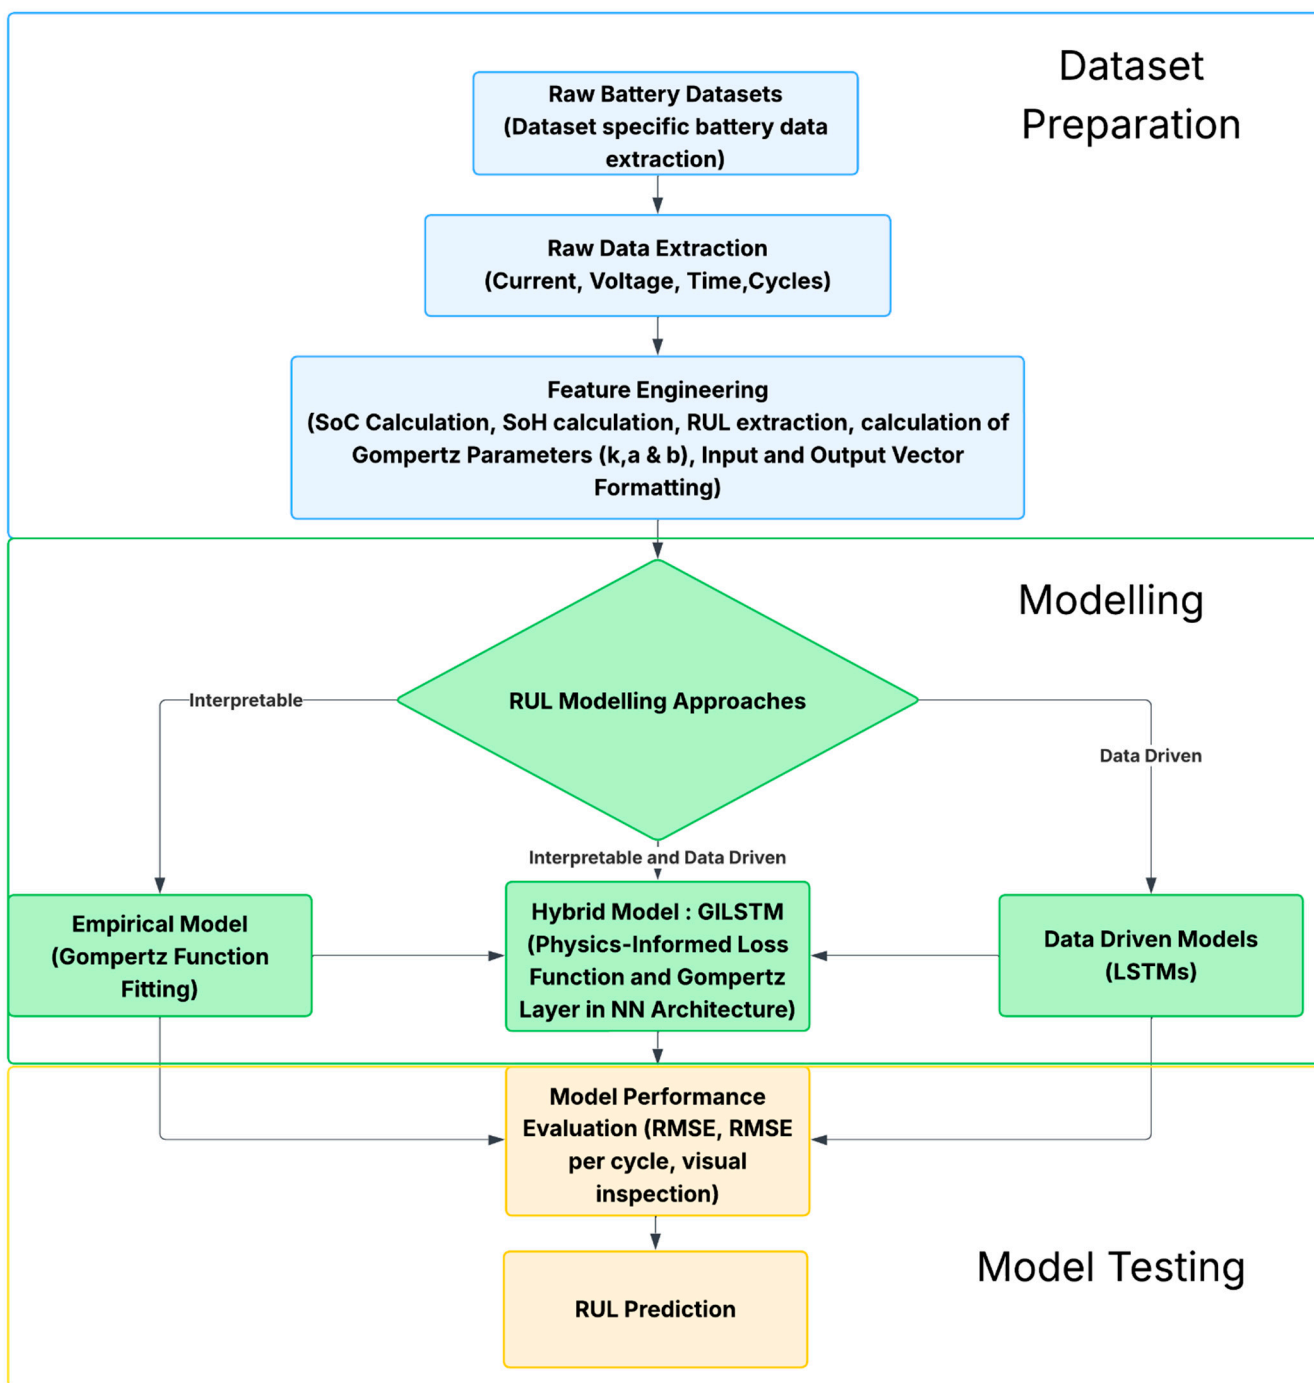 Dataset
Preparation
Raw Battery Datasets
(Dataset specific battery data
extraction)
Raw Data Extraction
(Current, Voltage, Time,Cycles)
Feature Engineering
(SoC Calculation, SoH calculation, RUL extraction, calculation of
Gompertz Parameters (k,a & b), Input and Output Vector
Formatting)
Modelling
RUL Modelling Approaches
Interpretable
Data Driven
Interpretable and Data Driven
Empirical Model
(Gompertz Function
Fitting)
Hybrid Model : GILSTM
(Physics-Informed Loss
Function and Gompertz
Layer in NN Architecture)
Data Driven Models
(LSTMs)
Model Performance
Evaluation (RMSE, RMSE
per cycle, visual
inspection)
Model Testing
RUL Prediction